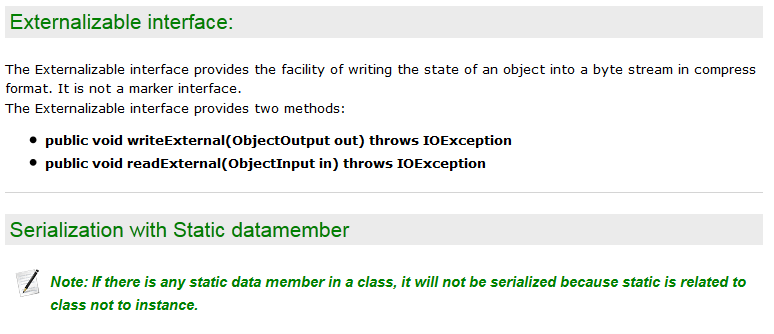 Externalizable interface:
The Externalizable interface provides the facility of writing the state of an object into a byte stream in compress
format. It is not a marker interface.
The Externalizable interface provides two methods:
public void writeExternal(ObjectOutput out) throws IOException
public void readExternal(ObjectInput in) throws IOException
Serialization with Static datamember
Note: If there is any static data member in a class, it will not be serialized because static is related to
class not to instance.